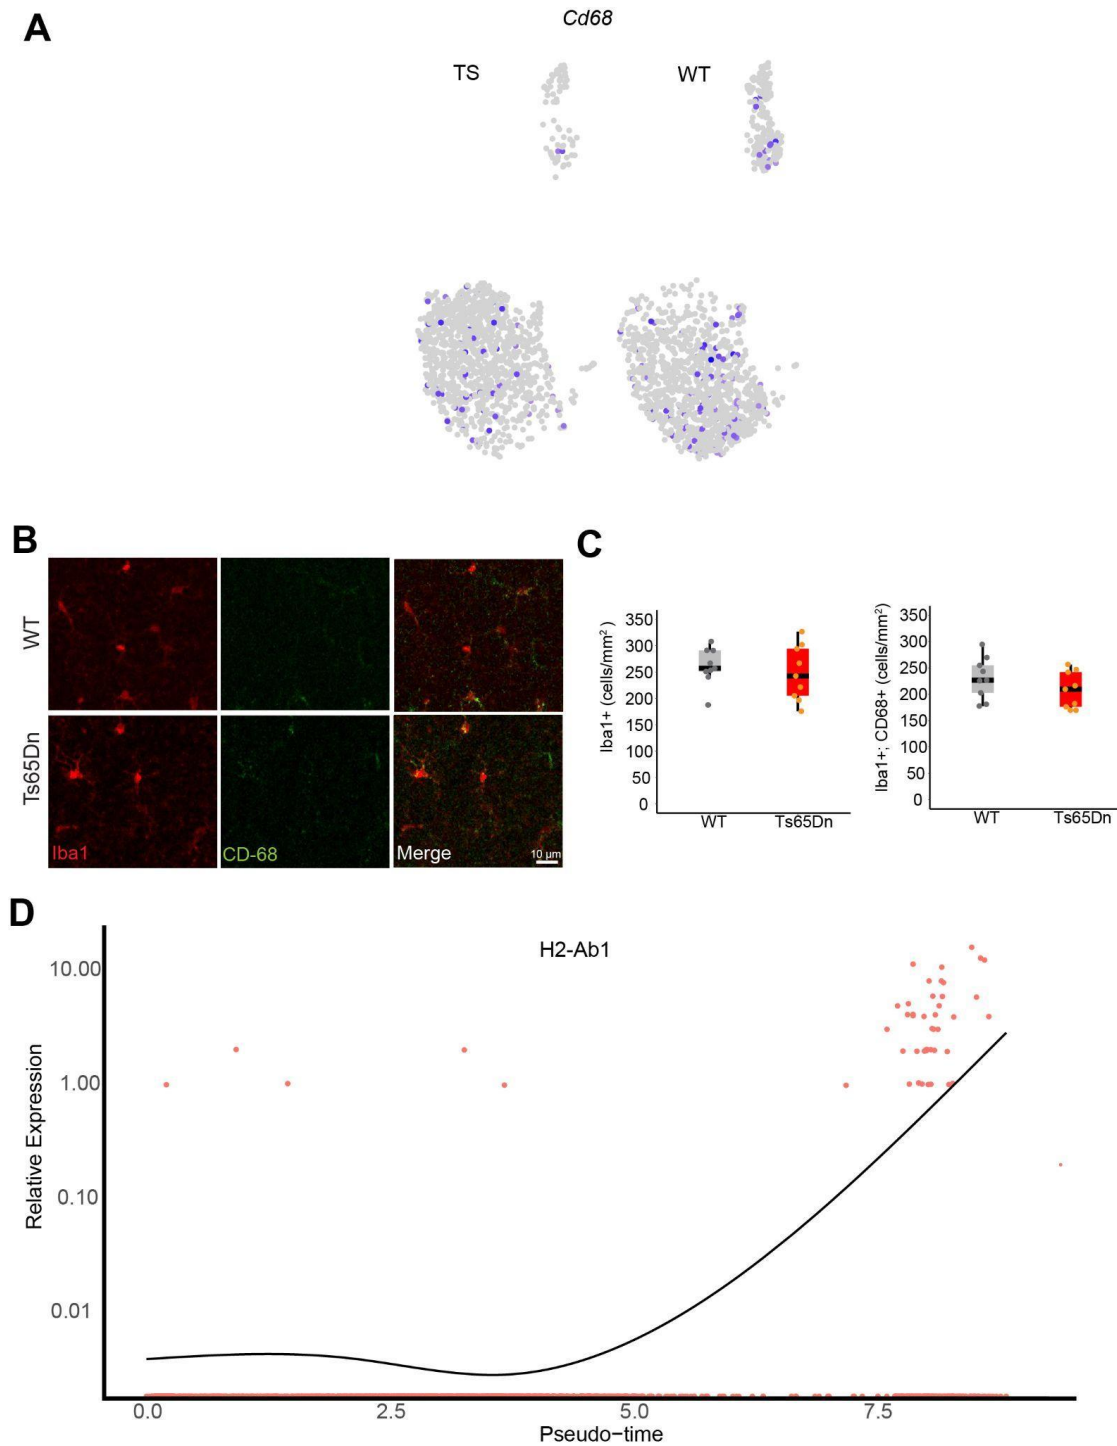 A
Cd68
TS
WT
B
WT
Ts65Dn
Iba1
CD-68
Merge
10 µm
C
Iba1+ (cells/mm²)
350
300
250
200
150
100
50
0
WT
Ts65Dn
Iba1+; CD68+ (cells/mm²)
350
300
250
200
150
100
50
0
WT
Ts65Dn
D
H2-Ab1
Relative Expression
10.00
1.00
0.10
0.01
0.0
2.5
5.0
7.5
Pseudo-time